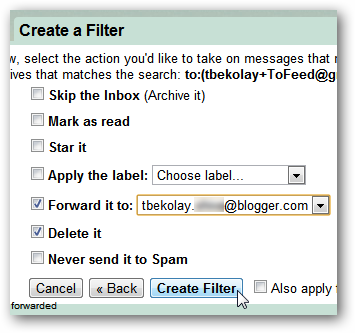 Create a Filter
w, select the action you'd like to take on messages that
ives that matches the search: to:(tbekolay+ToFeed@g
Skip the Inbox (Archive it)
Mark as read
Star it
Apply the label: Choose label...
Forward it to: tbekolay. @blogger.com
Delete it
Never send it to Spam
Cancel « Back Create Filter Also apply
forwarded